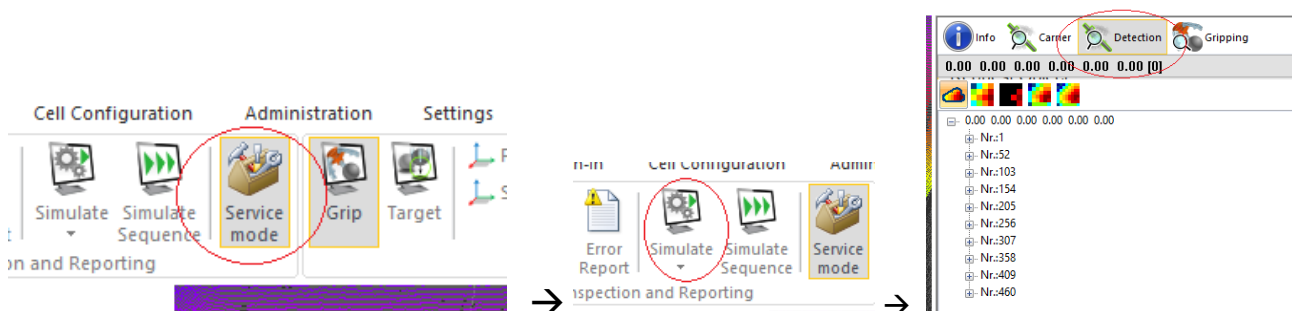 Cell Configuration Administration Settings
Simulate Simulate Sequence Service mode Grip Target
on and Reporting
→
Cell Configuration
Error Report Simulate Simulate Sequence Service mode
nspection and Reporting
→
Info Carrier Detection Gripping
0.00 0.00 0.00 0.00 0.00 0.00 [0]
0.00 0.00 0.00 0.00 0.00 0.00
Nr.:1
Nr.:52
Nr.:103
Nr.:154
Nr.:205
Nr.:256
Nr.:307
Nr.:358
Nr.:409
Nr.:460